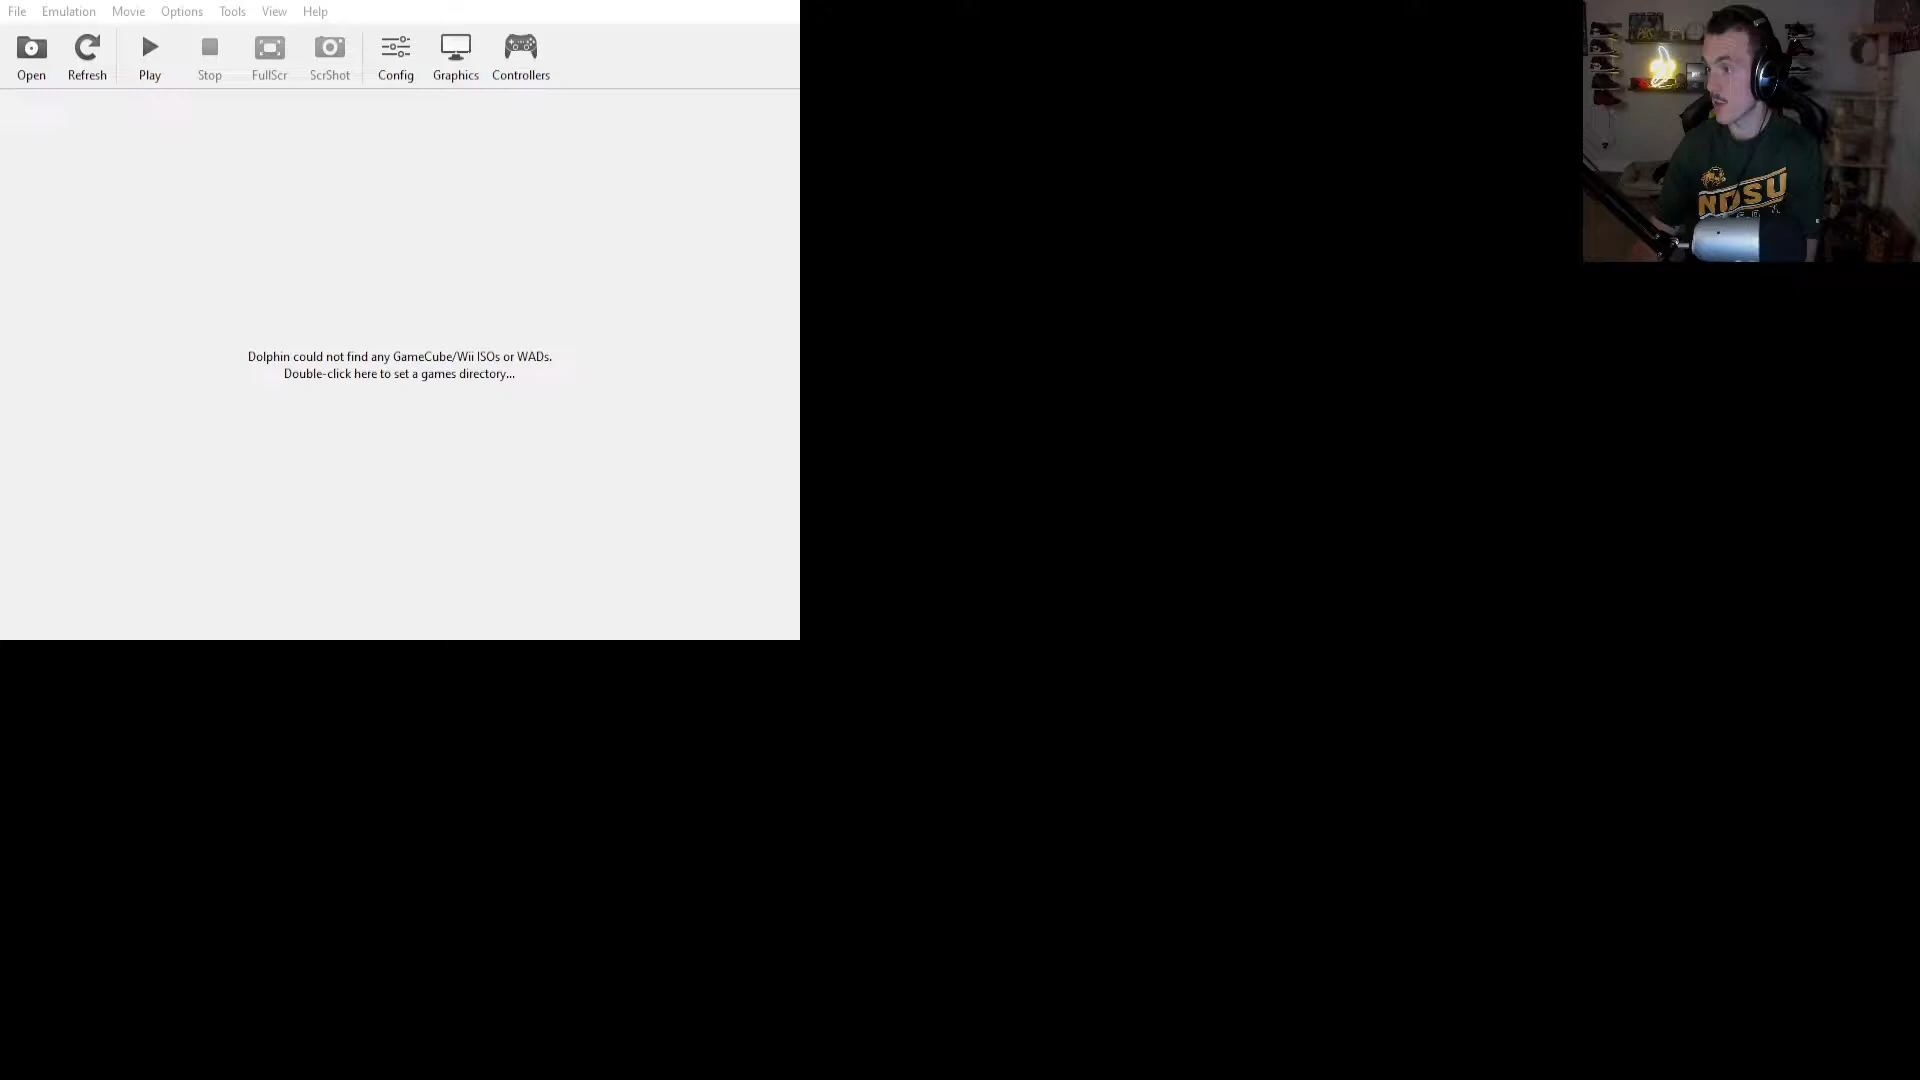 File Emulation Movie Options Tools View Help
Open Refresh Play Stop FullScr ScrShot Config Graphics Controllers
Dolphin could not find any GameCube/Wii ISOs or WADs.
Double-click here to set a games directory...
NDSU